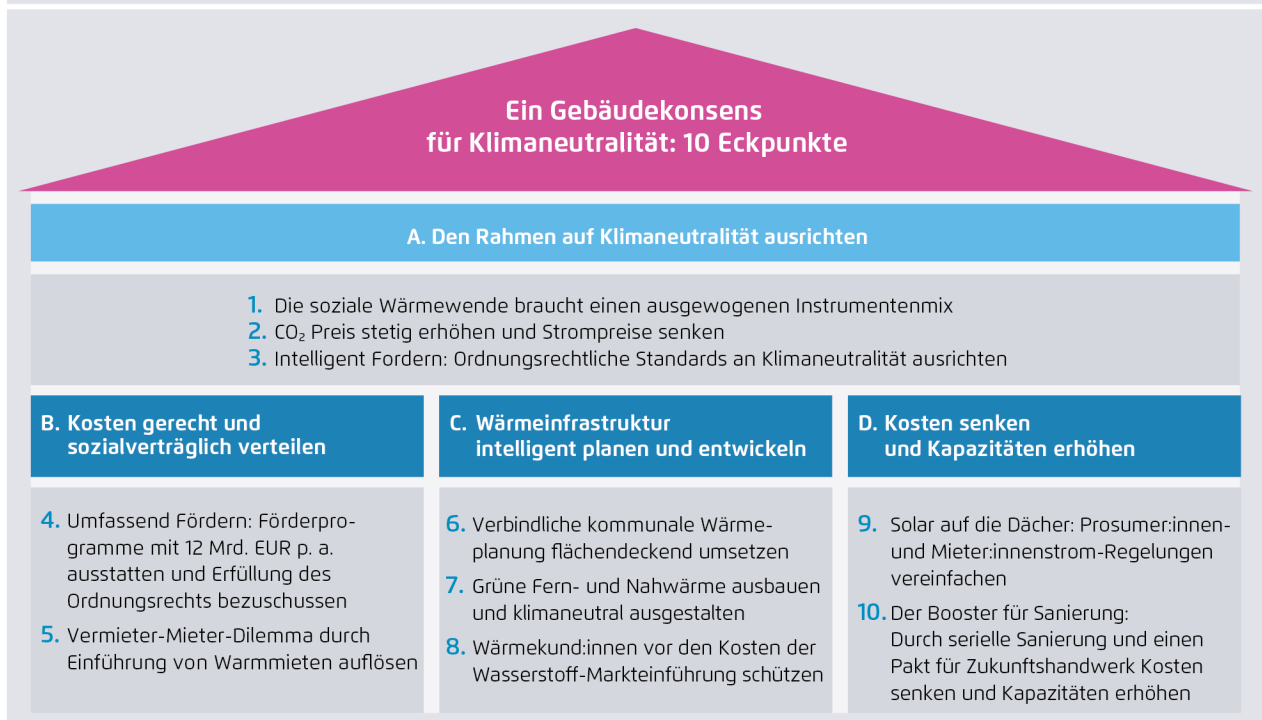 Ein Gebäudekonsens
für Klimaneutralität: 10 Eckpunkte
A. Den Rahmen auf Klimaneutralität ausrichten
1. Die soziale Wärmewende braucht einen ausgewogenen Instrumentenmix
2. CO₂ Preis stetig erhöhen und Strompreise senken
3. Intelligent Fordern: Ordnungsrechtliche Standards an Klimaneutralität ausrichten
B. Kosten gerecht und
sozialverträglich verteilen
4. Umfassend Fördern: Förderpro-
gramme mit 12 Mrd. EUR p. a.
ausstatten und Erfüllung des
Ordnungsrechts bezuschussen
5. Vermieter-Mieter-Dilemma durch
Einführung von Warmmieten auflösen
C. Wärmeinfrastruktur
intelligent planen und entwickeln
6. Verbindliche kommunale Wärme-
planung flächendeckend umsetzen
7. Grüne Fern- und Nahwärme ausbauen
und klimaneutral ausgestalten
8. Wärmekund:innen vor den Kosten der
Wasserstoff-Markteinführung schützen
D. Kosten senken
und Kapazitäten erhöhen
9. Solar auf die Dächer: Prosumer:innen-
und Mieter:innenstrom-Regelungen
vereinfachen
10. Der Booster für Sanierung:
Durch serielle Sanierung und einen
Pakt für Zukunftshandwerk Kosten
senken und Kapazitäten erhöhen